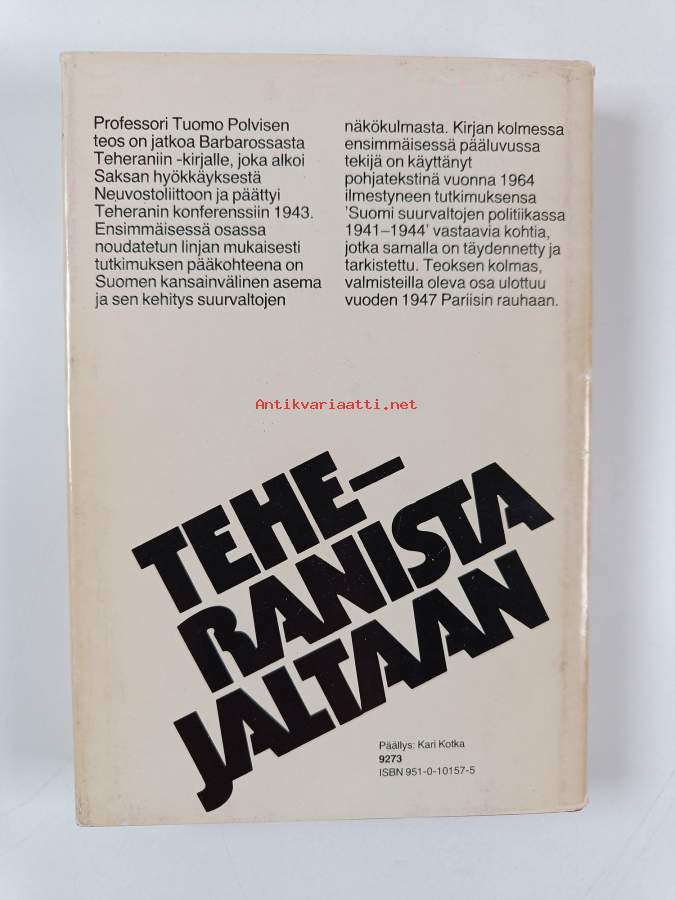 Professori Tuomo Polvisen
teos on jatkoa Barbarossasta
Teheraniin -kirjalle, joka alkoi
Saksan hyökkäyksestä
Neuvostoliittoon ja päättyi
Teheranin konferenssiin 1943.
Ensimmäisessä osassa
noudatetun linjan mukaisesti
tutkimuksen pääkohteena on
Suomen kansainvälinen asema
ja sen kehitys suurvaltojen
näkökulmasta. Kirjan kolmessa
ensimmäisessä pääluvussa
tekijä on käyttänyt
pohjatekstinä vuonna 1964
ilmestyneen tutkimuksensa
'Suomi suurvaltojen politiikassa
1941–1944' vastaavia kohtia,
jotka samalla on täydennetty ja
tarkistettu. Teoksen kolmas,
valmisteilla oleva osa ulottuu
vuoden 1947 Pariisin rauhaan.
Antikvariaatti.net
TEHE–
RANISTA
JALTAAN
Päällys: Kari Kotka
9273
ISBN 951-0-10157-5